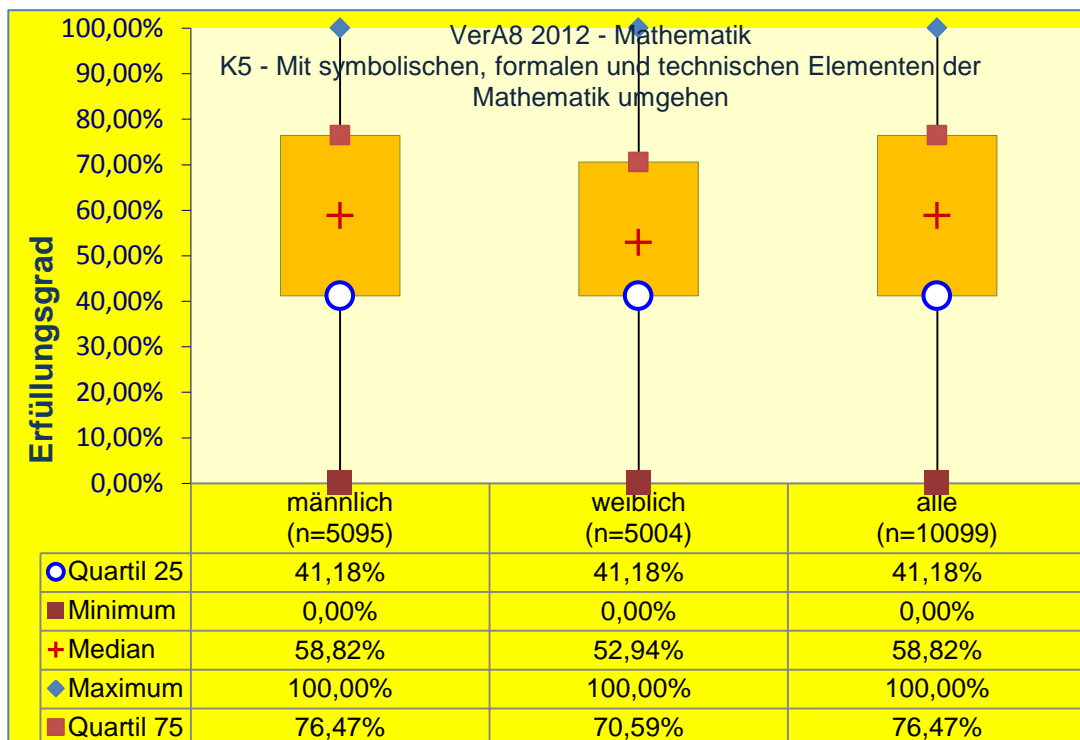 VerA8 2012 - Mathematik
K5 - Mit symbolischen, formalen und technischen Elementen der
Mathematik umgehen
Erfüllungsgrad
100,00%
90,00%
80,00%
70,00%
60,00%
50,00%
40,00%
30,00%
20,00%
10,00%
0,00%
männlich weiblich alle
(n=5095) (n=5004) (n=10099)
Quartil 25 41,18% 41,18% 41,18%
Minimum 0,00% 0,00% 0,00%
Median 58,82% 52,94% 58,82%
Maximum 100,00% 100,00% 100,00%
Quartil 75 76,47% 70,59% 76,47%